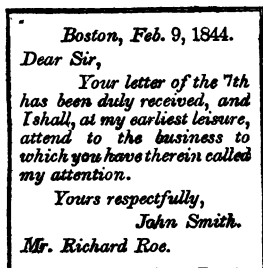 Boston, Feb. 9, 1844.
Dear Sir,
Your letter of the 7th
has been duly received, and
I shall, at my earliest leisure,
attend to the business to
which you have therein called
my attention.
Yours respectfully,
John Smith.
Mr. Richard Roe.